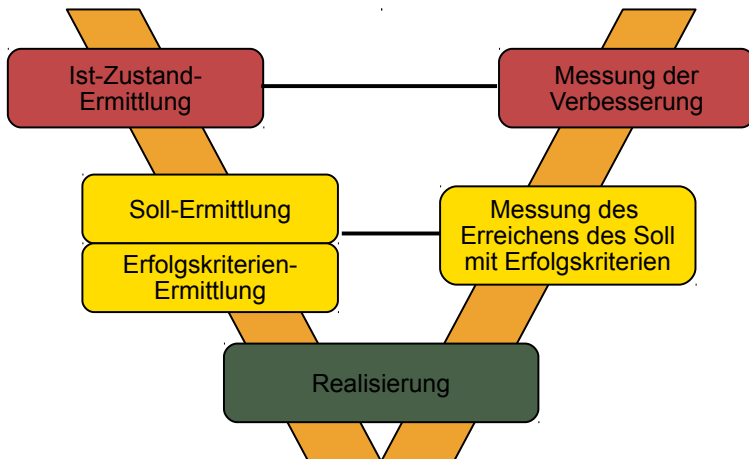 Ist-Zustand-
Ermittlung
Messung der
Verbesserung
Soll-Ermittlung
Erfolgskriterien-
Ermittlung
Messung des
Erreichens des Soll
mit Erfolgskriterien
Realisierung